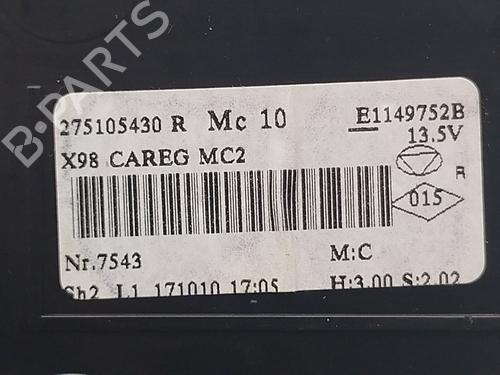 B-PARTS
275105430 R Mc 10 E1149752B
13.5V
X98 CAREG MC2
R
015
Nr.7543 M:C
Sh2 L1 171010 17:05 H:3.00 S:2.02